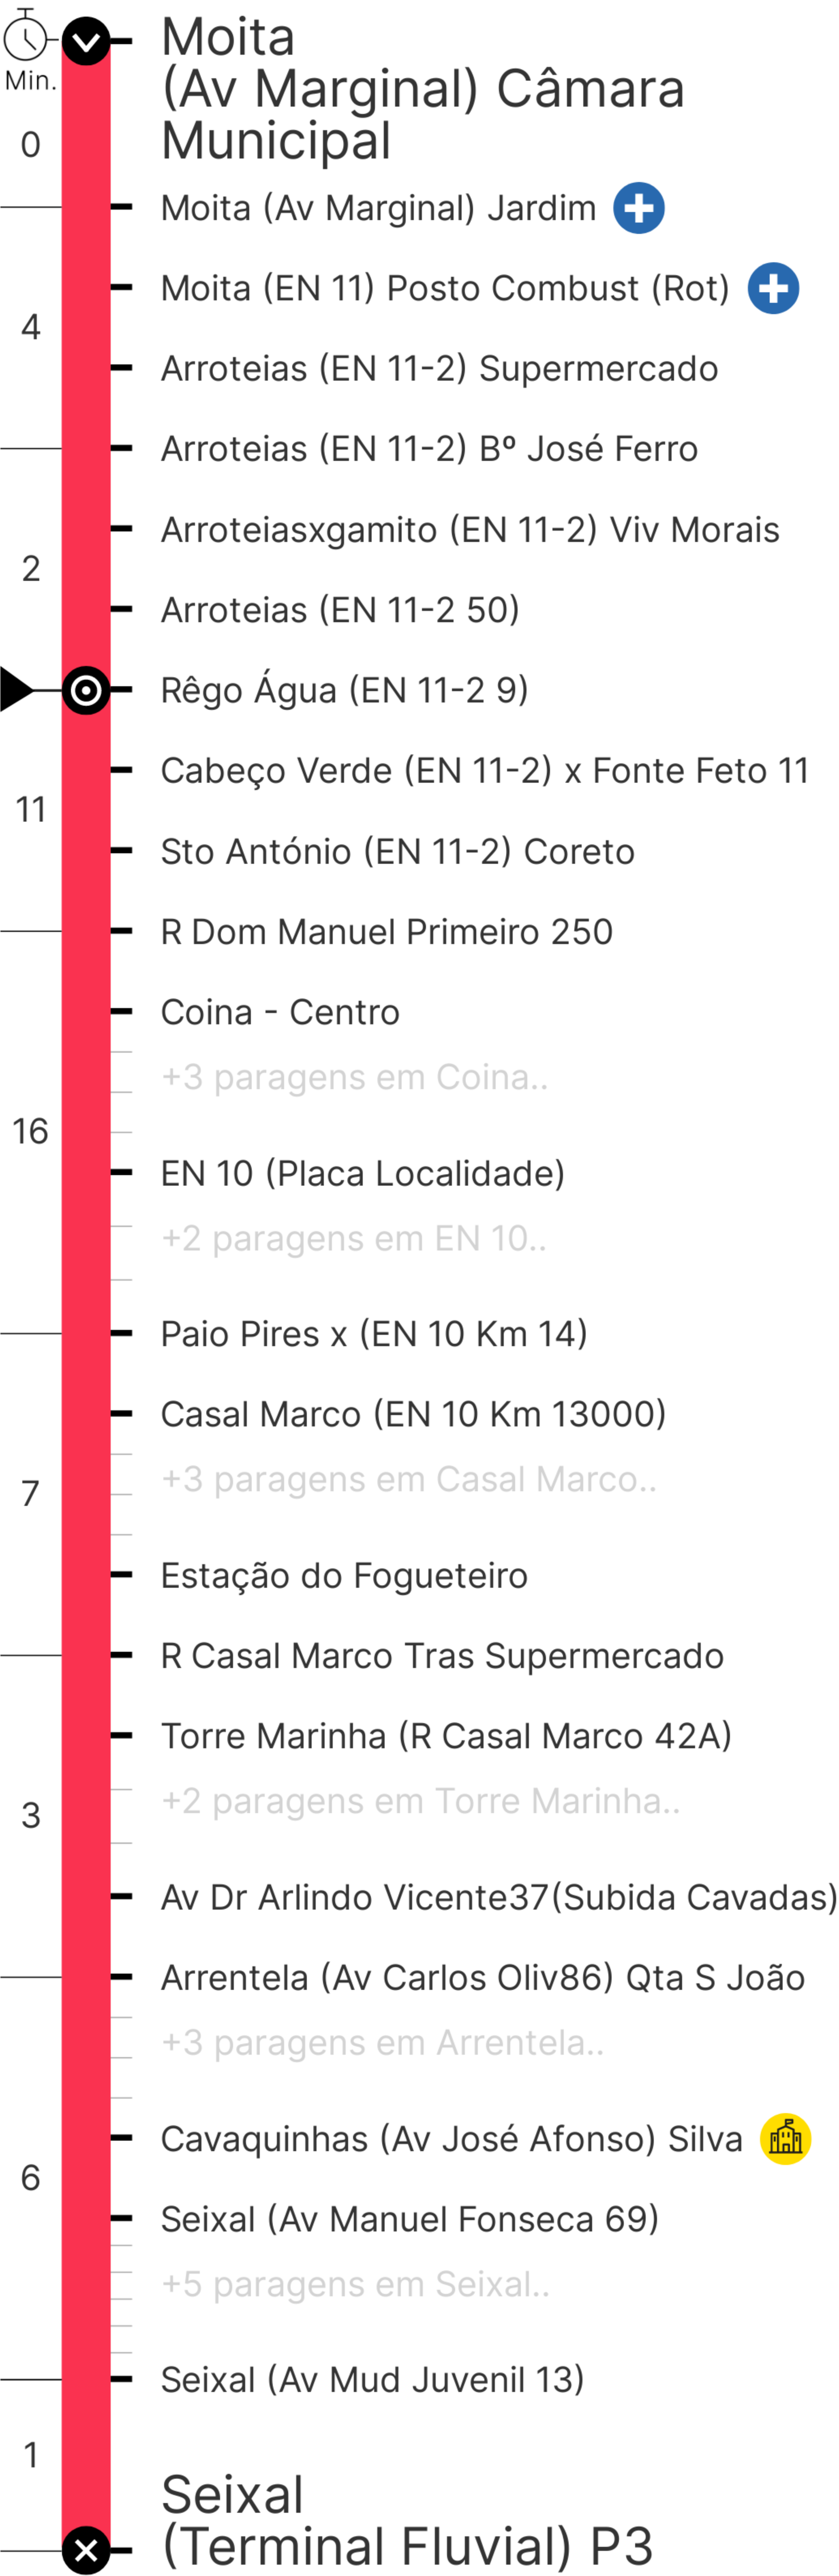 Moita
(Av Marginal) Câmara
Municipal
Min.
0
Moita (Av Marginal) Jardim
Moita (EN 11) Posto Combust (Rot)
4
Arroteias (EN 11-2) Supermercado
Arroteias (EN 11-2) Bº José Ferro
Arroteiasxgamito (EN 11-2) Viv Morais
2
Arroteias (EN 11-2 50)
Rêgo Água (EN 11-2 9)
Cabeço Verde (EN 11-2) x Fonte Feto 11
11
Sto António (EN 11-2) Coreto
R Dom Manuel Primeiro 250
Coina - Centro
+3 paragens em Coina..
16
EN 10 (Placa Localidade)
+2 paragens em EN 10..
Paio Pires x (EN 10 Km 14)
Casal Marco (EN 10 Km 13000)
+3 paragens em Casal Marco..
7
Estação do Fogueteiro
R Casal Marco Tras Supermercado
Torre Marinha (R Casal Marco 42A)
+2 paragens em Torre Marinha..
3
Av Dr Arlindo Vicente37(Subida Cavadas)
Arrentela (Av Carlos Oliv86) Qta S João
+3 paragens em Arrentela..
Cavaquinhas (Av José Afonso) Silva
6
Seixal (Av Manuel Fonseca 69)
+5 paragens em Seixal..
Seixal (Av Mud Juvenil 13)
1
Seixal
(Terminal Fluvial) P3